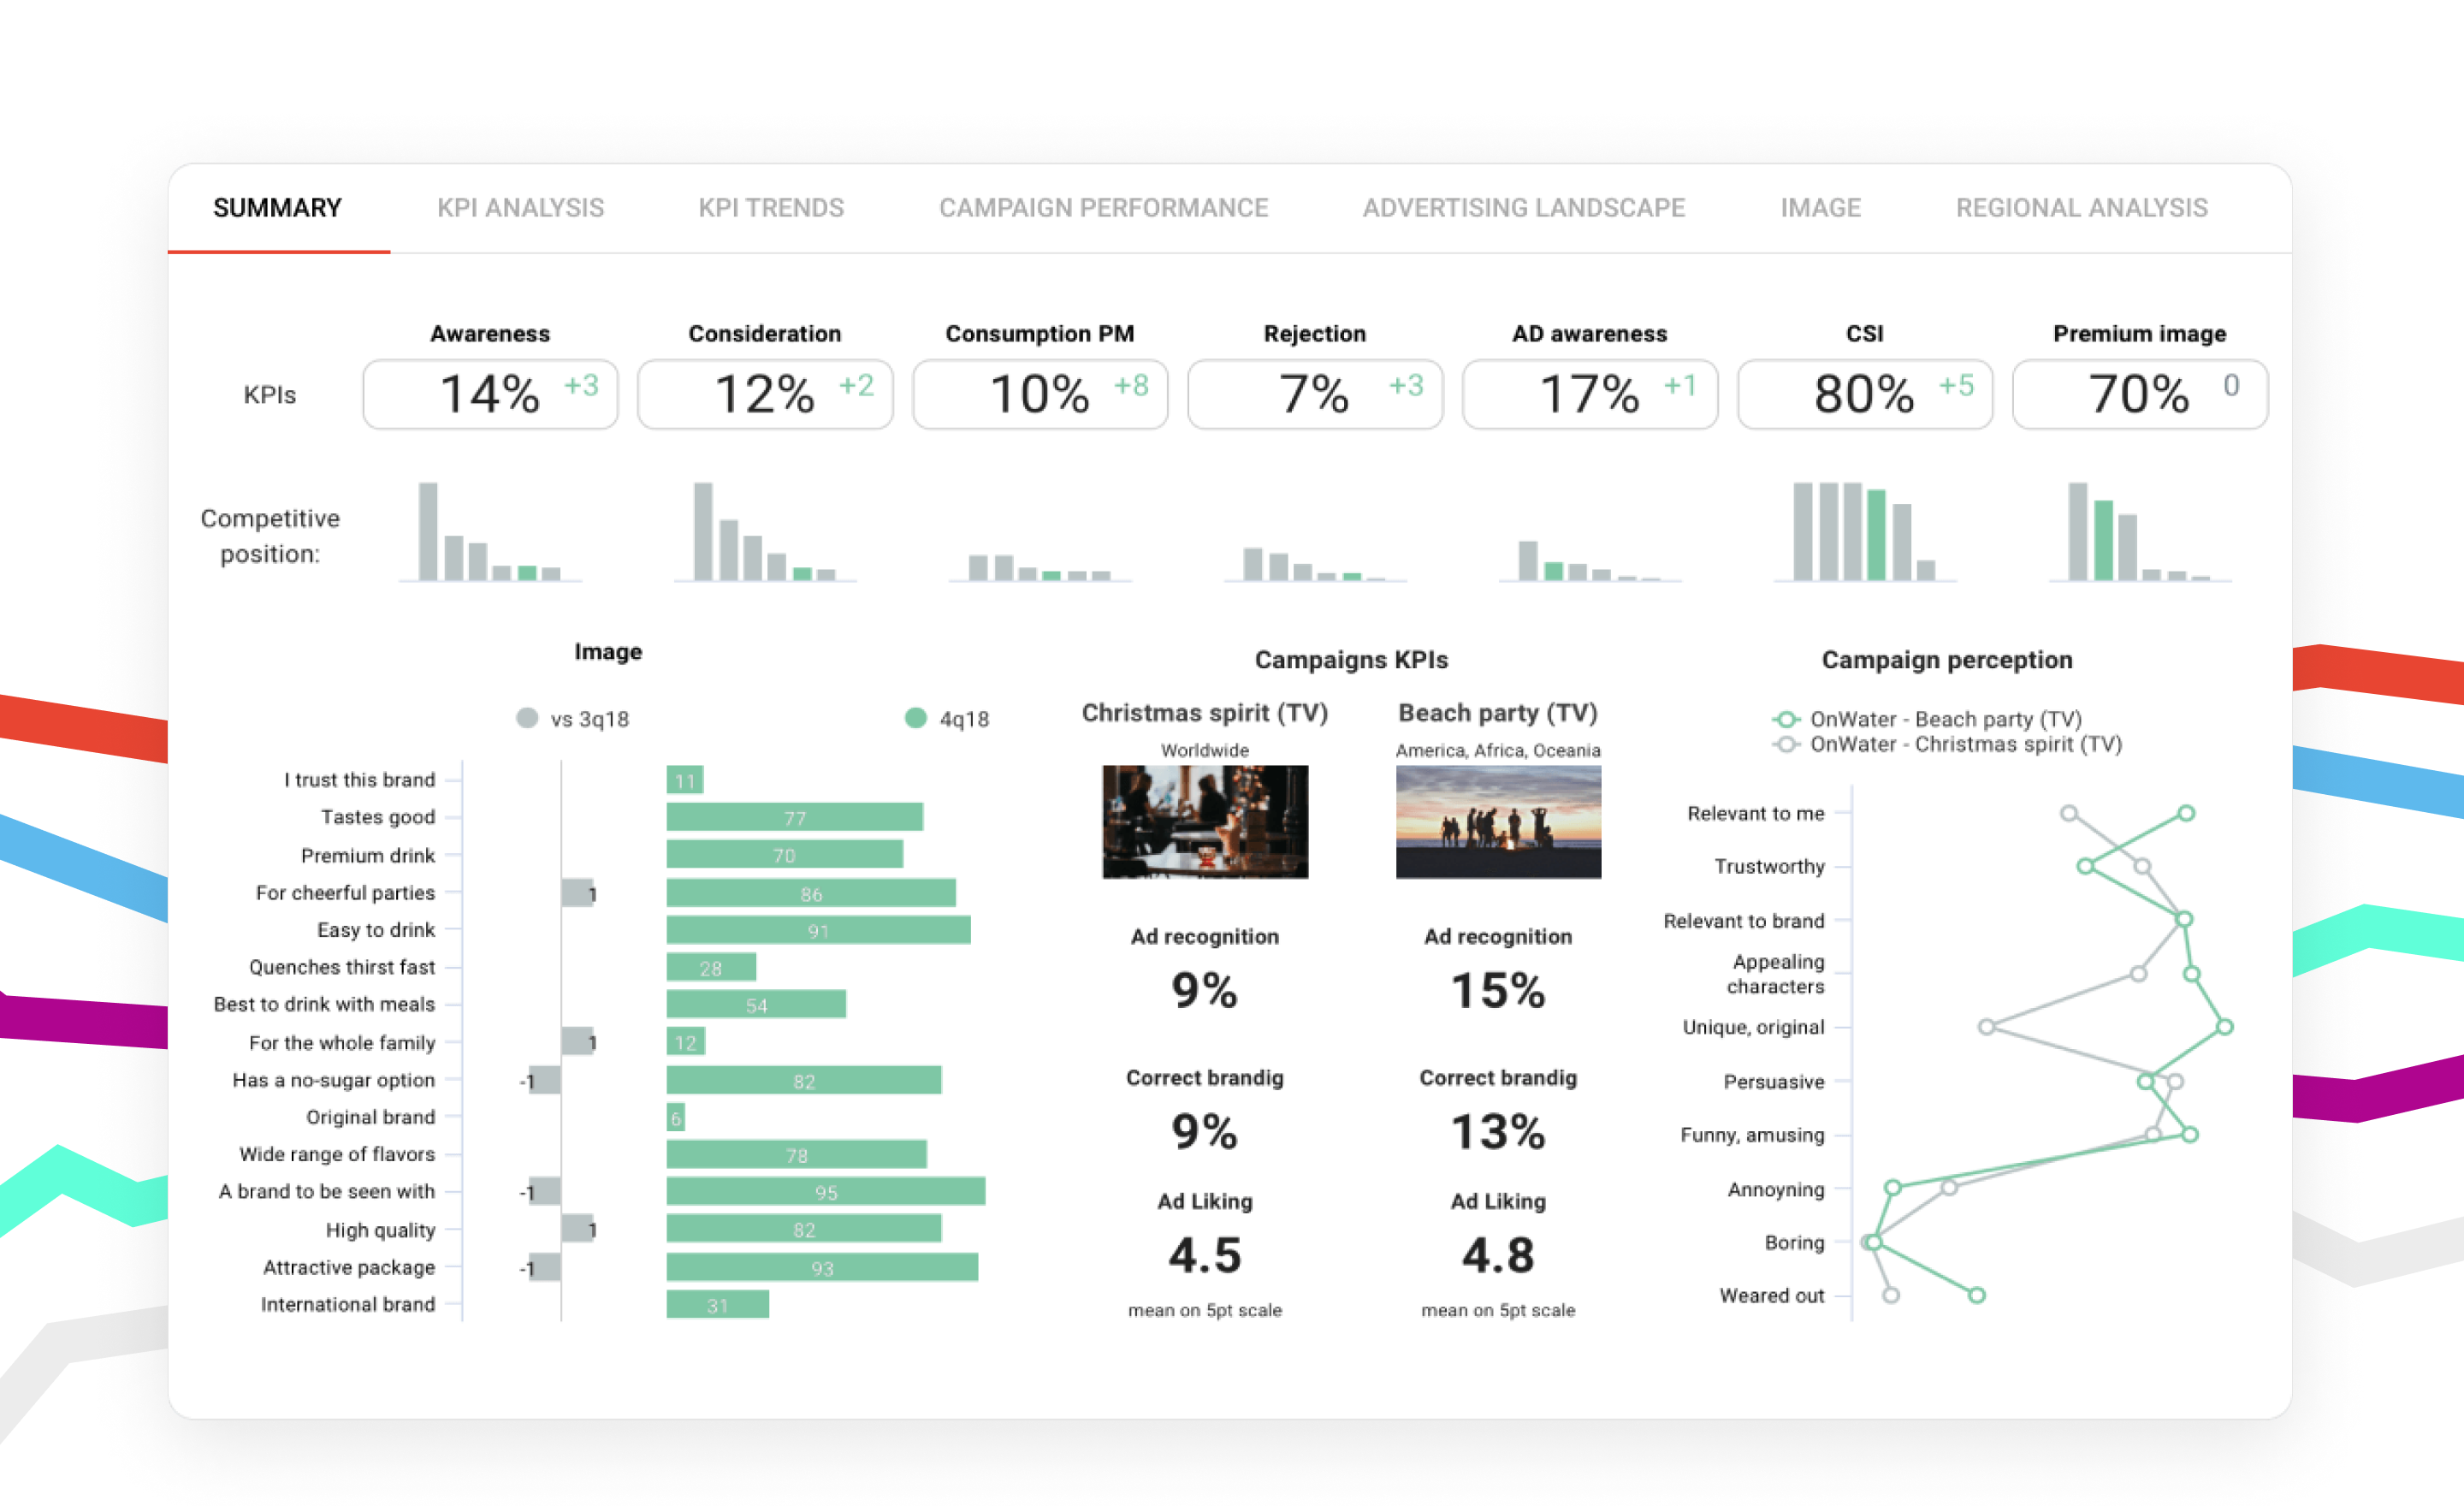 SUMMARY
KPI ANALYSIS
KPI TRENDS
CAMPAIGN PERFORMANCE
ADVERTISING LANDSCAPE
IMAGE
REGIONAL ANALYSIS
Awareness
Consideration
Consumption PM
Rejection
AD awareness
CSI
Premium image
KPIs
14% +3
12% +2
10% +8
7% +3
17% +1
80% +5
70% 0
Competitive
position:
Image
vs 3q18
4q18
I trust this brand
11
Tastes good
77
Premium drink
70
For cheerful parties
1
86
Easy to drink
91
Quenches thirst fast
28
Best to drink with meals
54
For the whole family
1
12
Has a no-sugar option
-1
82
Original brand
6
Wide range of flavors
78
A brand to be seen with
-1
95
High quality
1
82
Attractive package
-1
93
International brand
31
Campaigns KPIs
Christmas spirit (TV)
Worldwide
Ad recognition
9%
Correct brandig
9%
Ad Liking
4.5
mean on 5pt scale
Beach party (TV)
America, Africa, Oceania
Ad recognition
15%
Correct brandig
13%
Ad Liking
4.8
mean on 5pt scale
Campaign perception
OnWater - Beach party (TV)
OnWater - Christmas spirit (TV)
Relevant to me
Trustworthy
Relevant to brand
Appealing
characters
Unique, original
Persuasive
Funny, amusing
Annoyning
Boring
Weared out